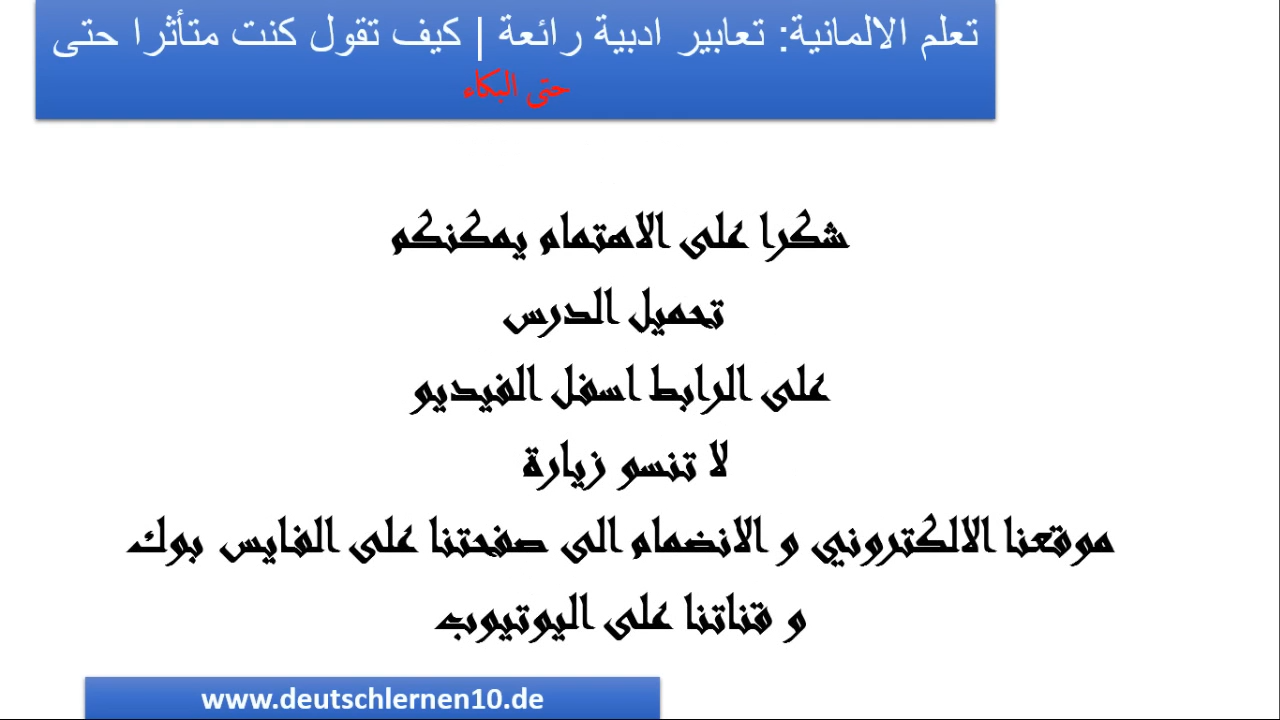 تعلم الالمانية: تعابير ادبية رائعة | كيف تقول كنت متأثرا حتى
حتى البكاء
شكرا على الاهتمام يمكنكم
تحميل الدرس
على الرابط اسفل الفيديو
لا تنسو زيارة
موقعنا الالكتروني و الانضمام الى صفحتنا على الفايس بوك
و قناتنا على اليوتيوب
www.deutschlernen10.de